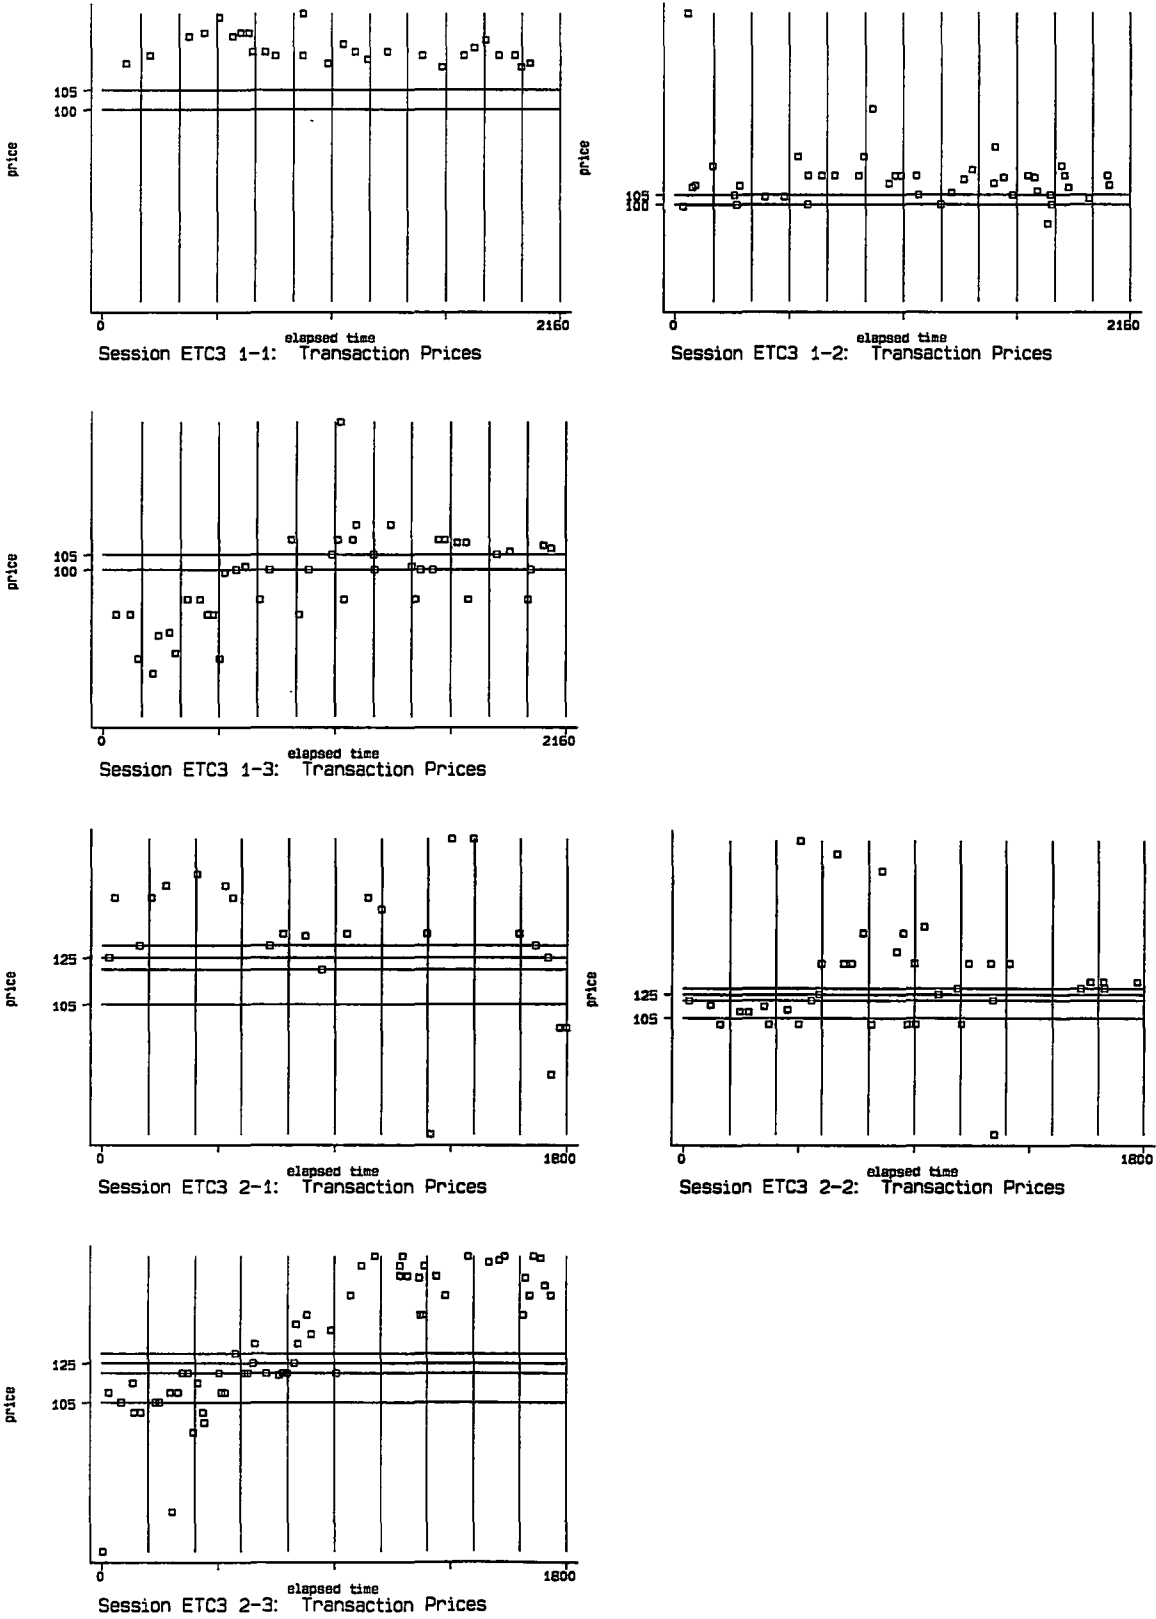 105
100
price
0
2160
elapsed time
Session ETC3 1-1: Transaction Prices
105
100
price
0
2160
elapsed time
Session ETC3 1-2: Transaction Prices
105
100
price
0
2160
elapsed time
Session ETC3 1-3: Transaction Prices
125
105
price
0
1800
elapsed time
Session ETC3 2-1: Transaction Prices
125
105
price
0
1800
elapsed time
Session ETC3 2-2: Transaction Prices
125
105
price
0
1800
elapsed time
Session ETC3 2-3: Transaction Prices